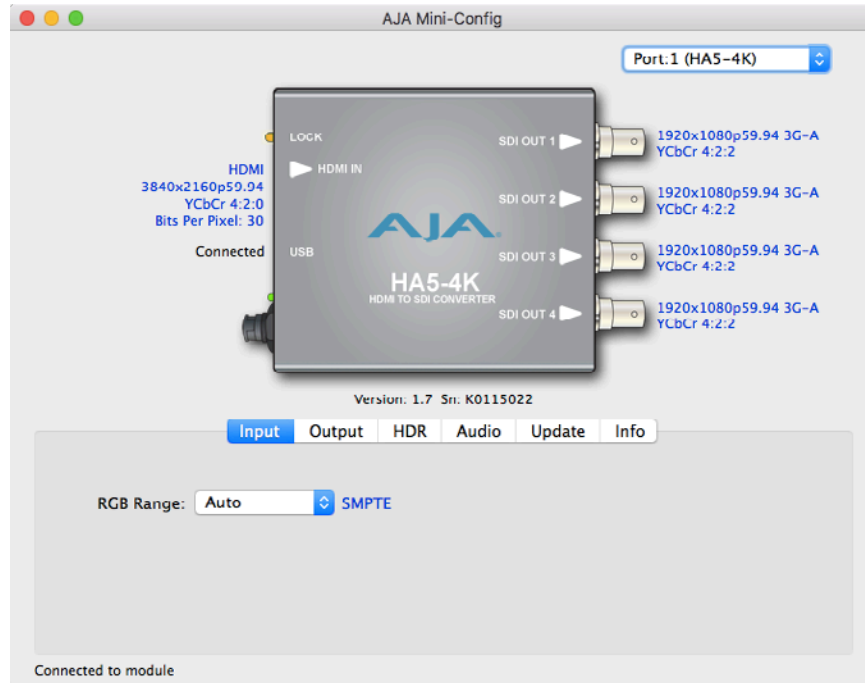 AJA Mini-Config
Port:1 (HA5-4K)
LOCK
HDMI IN
USB
HDMI
3840x2160p59.94
YCbCr 4:2:0
Bits Per Pixel: 30
Connected
AJA
HA5-4K
HDMI TO SDI CONVERTER
SDI OUT 1
SDI OUT 2
SDI OUT 3
SDI OUT 4
1920x1080p59.94 3G-A
YCbCr 4:2:2
1920x1080p59.94 3G-A
YCbCr 4:2:2
1920x1080p59.94 3G-A
YCbCr 4:2:2
1920x1080p59.94 3G-A
YCbCr 4:2:2
Version: 1.7 Sn: K0115022
Input Output HDR Audio Update Info
RGB Range: Auto SMPTE
Connected to module